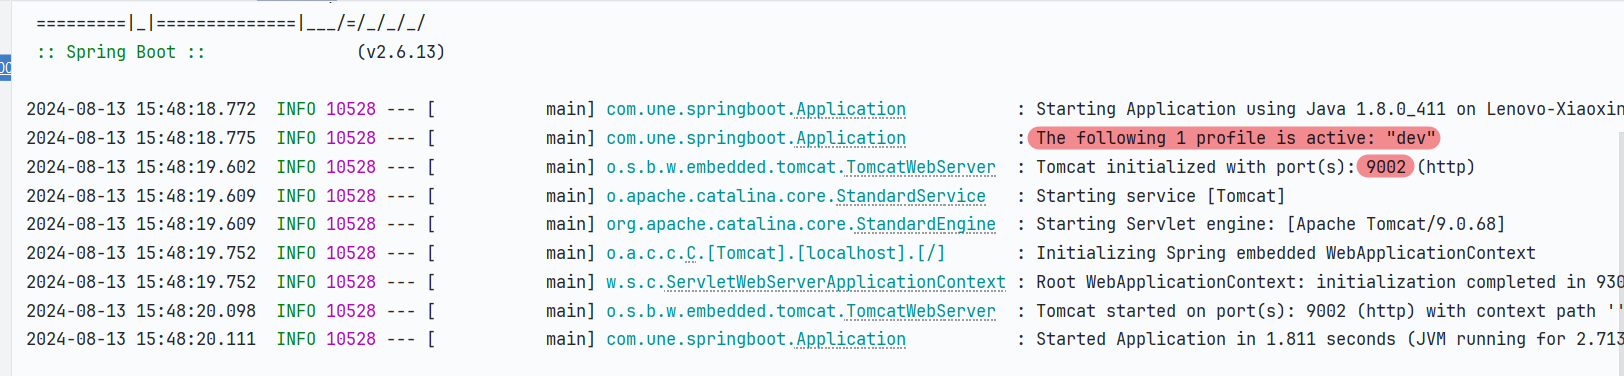 =========|_|==============|___/=/_/_/_/
:: Spring Boot ::                (v2.6.13)
2024-08-13 15:48:18.772  INFO 10528 --- [           main] com.une.springboot.Application           : Starting Application using Java 1.8.0_411 on Lenovo-Xiaoxin
2024-08-13 15:48:18.775  INFO 10528 --- [           main] com.une.springboot.Application           : The following 1 profile is active: "dev"
2024-08-13 15:48:19.602  INFO 10528 --- [           main] o.s.b.w.embedded.tomcat.TomcatWebServer  : Tomcat initialized with port(s): 9002 (http)
2024-08-13 15:48:19.609  INFO 10528 --- [           main] o.apache.catalina.core.StandardService   : Starting service [Tomcat]
2024-08-13 15:48:19.609  INFO 10528 --- [           main] org.apache.catalina.core.StandardEngine  : Starting Servlet engine: [Apache Tomcat/9.0.68]
2024-08-13 15:48:19.752  INFO 10528 --- [           main] o.a.c.c.C.[Tomcat].[localhost].[/]       : Initializing Spring embedded WebApplicationContext
2024-08-13 15:48:19.752  INFO 10528 --- [           main] w.s.c.ServletWebServerApplicationContext : Root WebApplicationContext: initialization completed in 930
2024-08-13 15:48:20.098  INFO 10528 --- [           main] o.s.b.w.embedded.tomcat.TomcatWebServer  : Tomcat started on port(s): 9002 (http) with context path ''
2024-08-13 15:48:20.111  INFO 10528 --- [           main] com.une.springboot.Application           : Started Application in 1.811 seconds (JVM running for 2.713